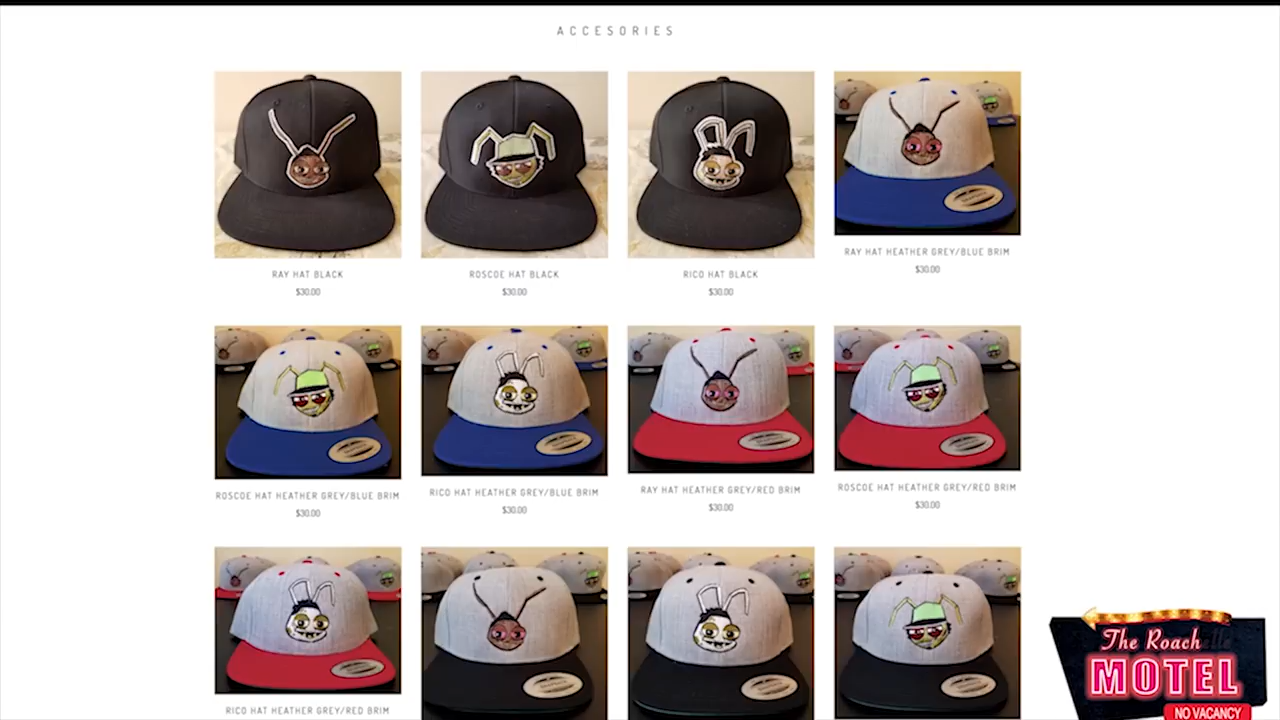 ACCESORIES
RAY HAT BLACK
$30.00
ROSCOE HAT BLACK
$30.00
RICO HAT BLACK
$30.00
RAY HAT HEATHER GREY/BLUE BRIM
$30.00
ROSCOE HAT HEATHER GREY/BLUE BRIM
$30.00
RICO HAT HEATHER GREY/BLUE BRIM
$30.00
RAY HAT HEATHER GREY/RED BRIM
$30.00
ROSCOE HAT HEATHER GREY/RED BRIM
$30.00
RICO HAT HEATHER GREY/RED BRIM
The Roachelle
MOTEL
NO VACANCY